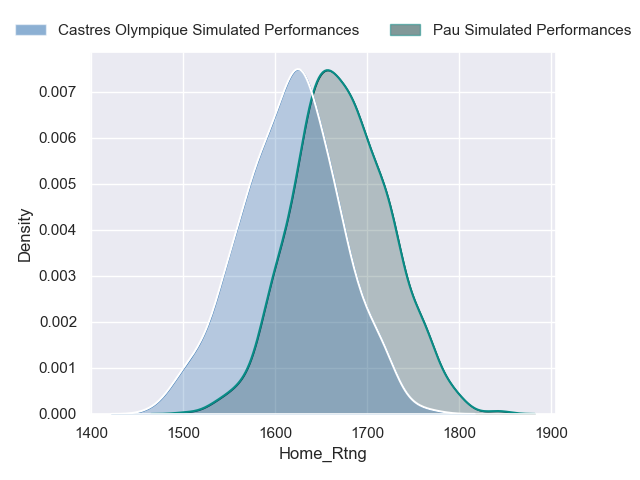 Castres Olympique Simulated Performances Pau Simulated Performances
0.007
0.006
0.005
0.004
0.003
0.002
0.001
0.000
Density
1400 1500 1600 1700 1800 1900
Home_Rtng